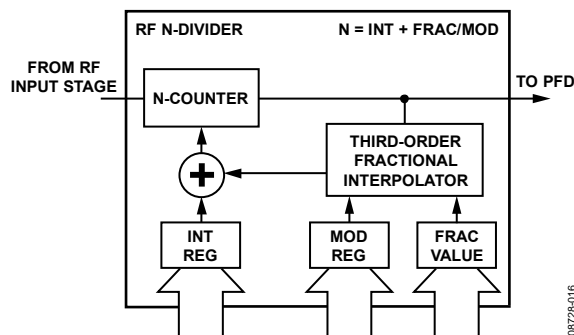 RF N-DIVIDER
N = INT + FRAC/MOD
FROM RF
INPUT STAGE
TO PFD
N-COUNTER
THIRD-ORDER
FRACTIONAL
INTERPOLATOR
+
INT
REG
MOD
REG
FRAC
VALUE
08728-016